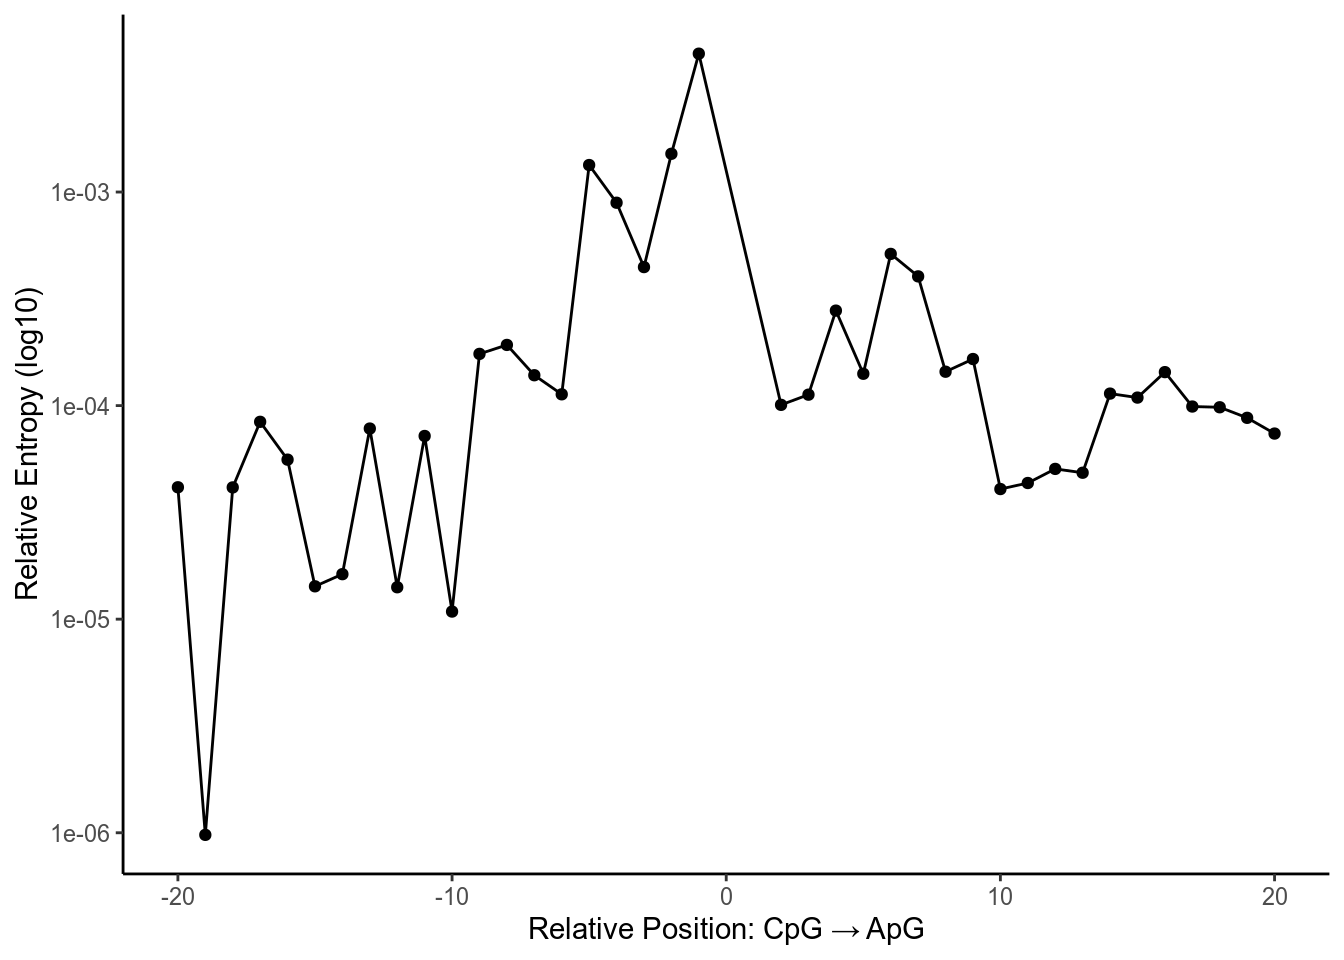 Relative Entropy (log10)
1e-03
1e-04
1e-05
1e-06
-20 -10 0 10 20
Relative Position: CpG → ApG